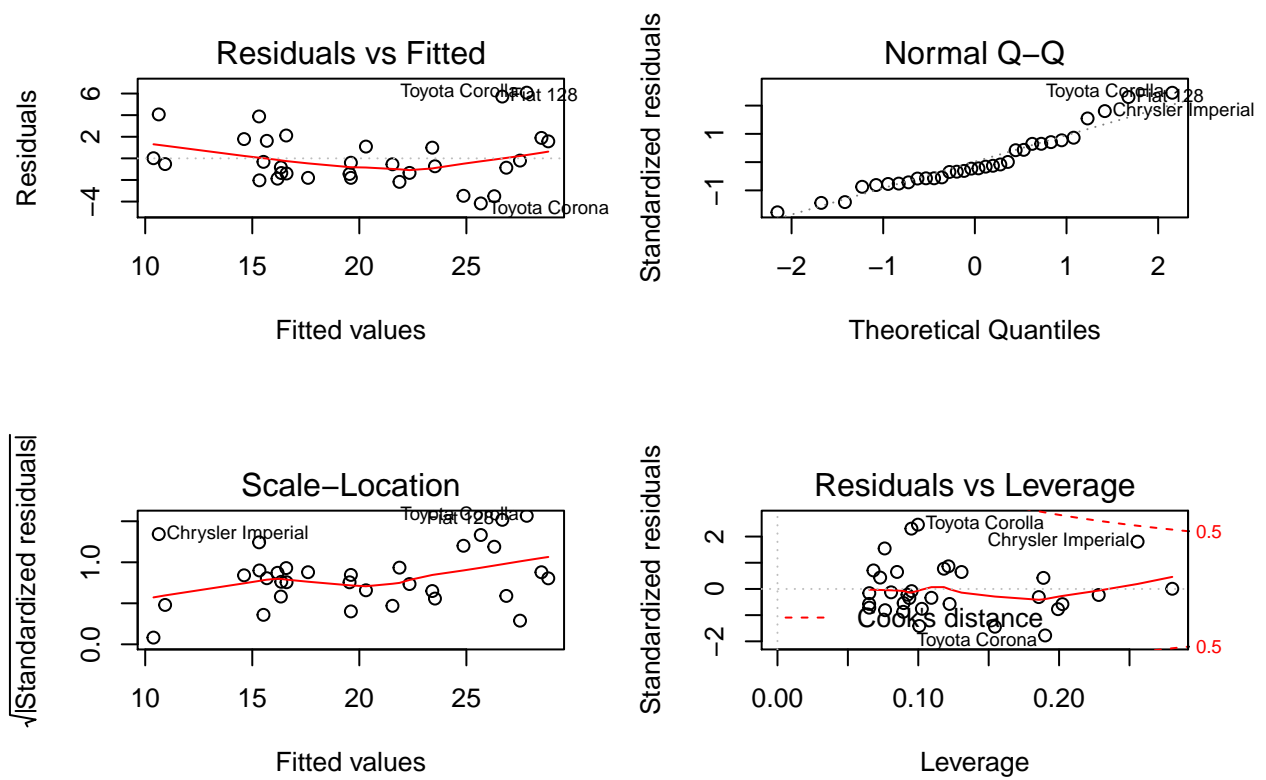 Residuals vs Fitted
Residuals
6
2
−4
Toyota Corolla
Fiat 128
Toyota Corona
10 15 20 25
Fitted values
Normal Q−Q
Standardized residuals
1
−1
Toyota Corolla
Fiat 128
Chrysler Imperial
−2 −1 0 1 2
Theoretical Quantiles
Scale−Location
√|Standardized residuals|
1.0
0.0
Chrysler Imperial
Toyota Corolla
Fiat 128
10 15 20 25
Fitted values
Residuals vs Leverage
Standardized residuals
2
0
−2
Toyota Corolla
Chrysler Imperial
0.5
Cook's distance
Toyota Corona
0.5
0.00 0.10 0.20
Leverage